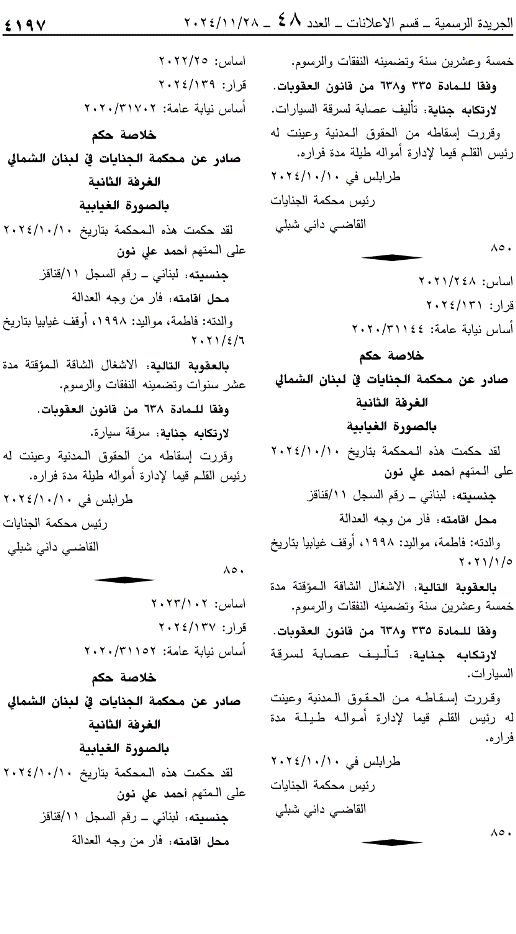 الجريدة الرسمية ـ قسم الاعلانات ـ العدد ٤٨ ـ ٢٠٢٤/١١/٢٨
٤١٩٧
خمسة وعشرين سنة وتضمينه النفقات والرسوم.
وفقا للمادة ٣٣٥ و٦٣٨ من قانون العقوبات.
لارتكابه جناية: تأليف عصابة لسرقة السيارات.
وقررت إسقاطه من الحقوق المدنية وعينت له
رئيس القلم قيما لإدارة أمواله طيلة مدة فراره.
طرابلس في ٢٠٢٤/١٠/١٠
رئيس محكمة الجنايات
القاضي داني شبلي
٨٥٠
اساس: ٢٠٢١/٢٤٨
قرار: ٢٠٢٤/١٣١
أساس نيابة عامة: ٢٠٢٠/٣١١٤٤
خلاصة حكم
صادر عن محكمة الجنايات في لبنان الشمالي
الغرفة الثانية
بالصورة الغيابية
لقد حكمت هذه المحكمة بتاريخ ٢٠٢٤/١٠/١٠
على المتهم احمد علي نون
جنسيته: لبناني ـ رقم السجل ١١/قنافز
محل اقامته: فار من وجه العدالة
والدته: فاطمة، مواليد: ١٩٩٨، أوقف غيابيا بتاريخ
٢٠٢١/١/٥
بالعقوبة التالية: الاشغال الشاقة المؤقتة مدة
خمسة وعشرين سنة وتضمينه النفقات والرسوم.
وفقا للمادة ٣٣٥ و٦٣٨ من قانون العقوبات.
لارتكابه جناية: تأليف عصابة لسرقة
السيارات.
وقررت إسقاطه من الحقوق المدنية وعينت
له رئيس القلم قيما لإدارة أمواله طيلة مدة
فراره.
طرابلس في ٢٠٢٤/١٠/١٠
رئيس محكمة الجنايات
القاضي داني شبلي
٨٥٠
اساس: ٢٠٢٢/٢٥
قرار: ٢٠٢٤/١٣٩
أساس نيابة عامة: ٢٠٢٠/٣١٧٠٢
خلاصة حكم
صادر عن محكمة الجنايات في لبنان الشمالي
الغرفة الثانية
بالصورة الغيابية
لقد حكمت هذه المحكمة بتاريخ ٢٠٢٤/١٠/١٠
على المتهم احمد علي نون
جنسيته: لبناني ـ رقم السجل ١١/قنافز
محل اقامته: فار من وجه العدالة
والدته: فاطمة، مواليد: ١٩٩٨، أوقف غيابيا بتاريخ
٢٠٢١/٤/٦
بالعقوبة التالية: الاشغال الشاقة المؤقتة مدة
عشر سنوات وتضمينه النفقات والرسوم.
وفقا للمادة ٦٣٨ من قانون العقوبات.
لارتكابه جناية: سرقة سيارة.
وقررت إسقاطه من الحقوق المدنية وعينت له
رئيس القلم قيما لإدارة أمواله طيلة مدة فراره.
طرابلس في ٢٠٢٤/١٠/١٠
رئيس محكمة الجنايات
القاضي داني شبلي
٨٥٠
اساس: ٢٠٢٣/١٠٢
قرار: ٢٠٢٤/١٣٧
أساس نيابة عامة: ٢٠٢٠/٣١١٥٢
خلاصة حكم
صادر عن محكمة الجنايات في لبنان الشمالي
الغرفة الثانية
بالصورة الغيابية
لقد حكمت هذه المحكمة بتاريخ ٢٠٢٤/١٠/١٠
على المتهم احمد علي نون
جنسيته: لبناني ـ رقم السجل ١١/قنافز
محل اقامته: فار من وجه العدالة